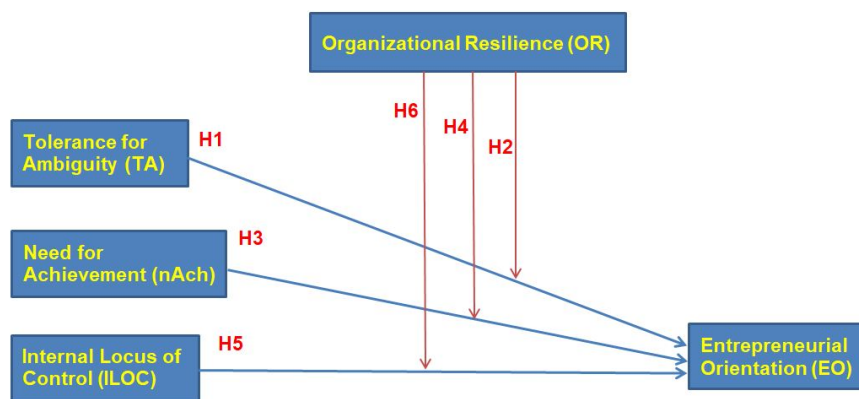 Organizational Resilience (OR)
H6
H4
H2
H1
Tolerance for
Ambiguity (TA)
H3
Need for
Achievement (nAch)
H5
Internal Locus of
Control (ILOC)
Entrepreneurial
Orientation (EO)